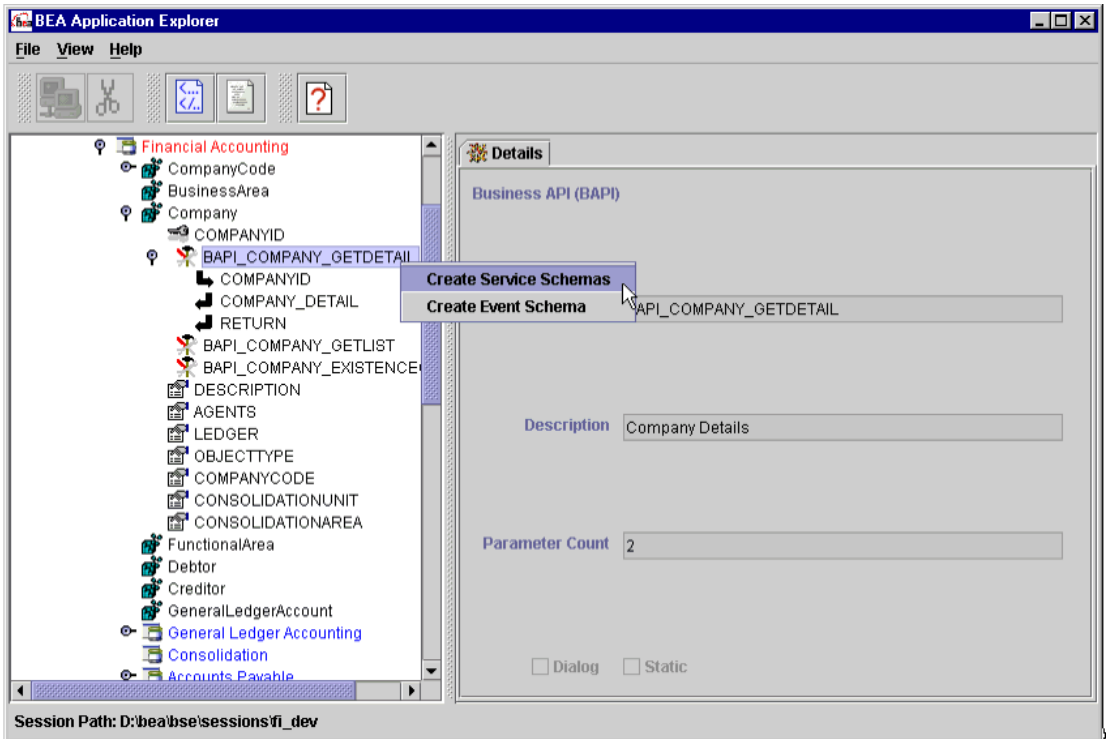 BEA Application Explorer
File View Help
Financial Accounting
CompanyCode
BusinessArea
Company
COMPANYID
BAPI_COMPANY_GETDETAIL
COMPANYID
COMPANY_DETAIL
RETURN
BAPI_COMPANY_GETLIST
BAPI_COMPANY_EXISTENCE
DESCRIPTION
AGENTS
LEDGER
OBJECTTYPE
COMPANYCODE
CONSOLIDATIONUNIT
CONSOLIDATIONAREA
FunctionalArea
Debtor
Creditor
GeneralLedgerAccount
General Ledger Accounting
Consolidation
Accounts Payable
Create Service Schemas
Create Event Schema
Details
Business API (BAPI)
API_COMPANY_GETDETAIL
Description Company Details
Parameter Count 2
Dialog Static
Session Path: D:\bea\bse\sessions\fi_dev